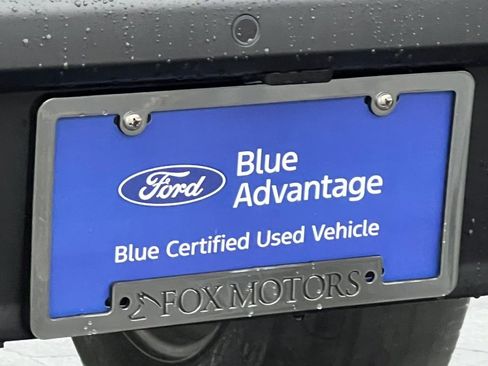 Ford
Blue
Advantage
Blue Certified Used Vehicle
FOX MOTORS